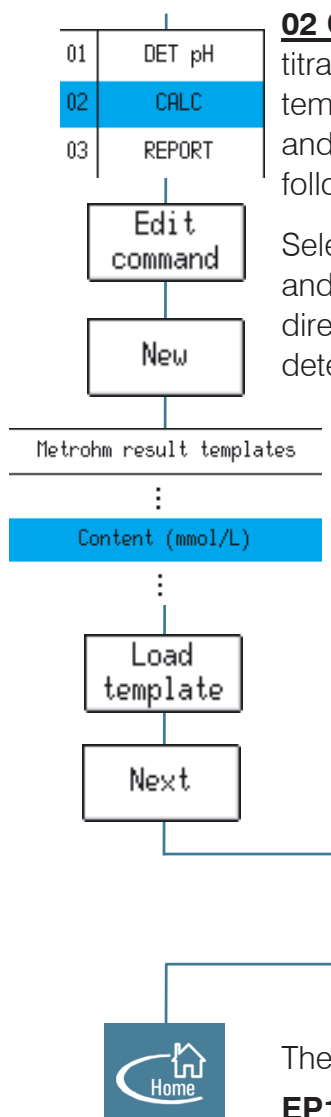 02
titra
01 DET pH
tem
02 CALC
and
03 REPORT
follo
Edit
command
Sele
and
dire
New
dete
Metrohm result templates
⋮
Content (mmol/L)
⋮
Load
template
Next
Home
The
EP1